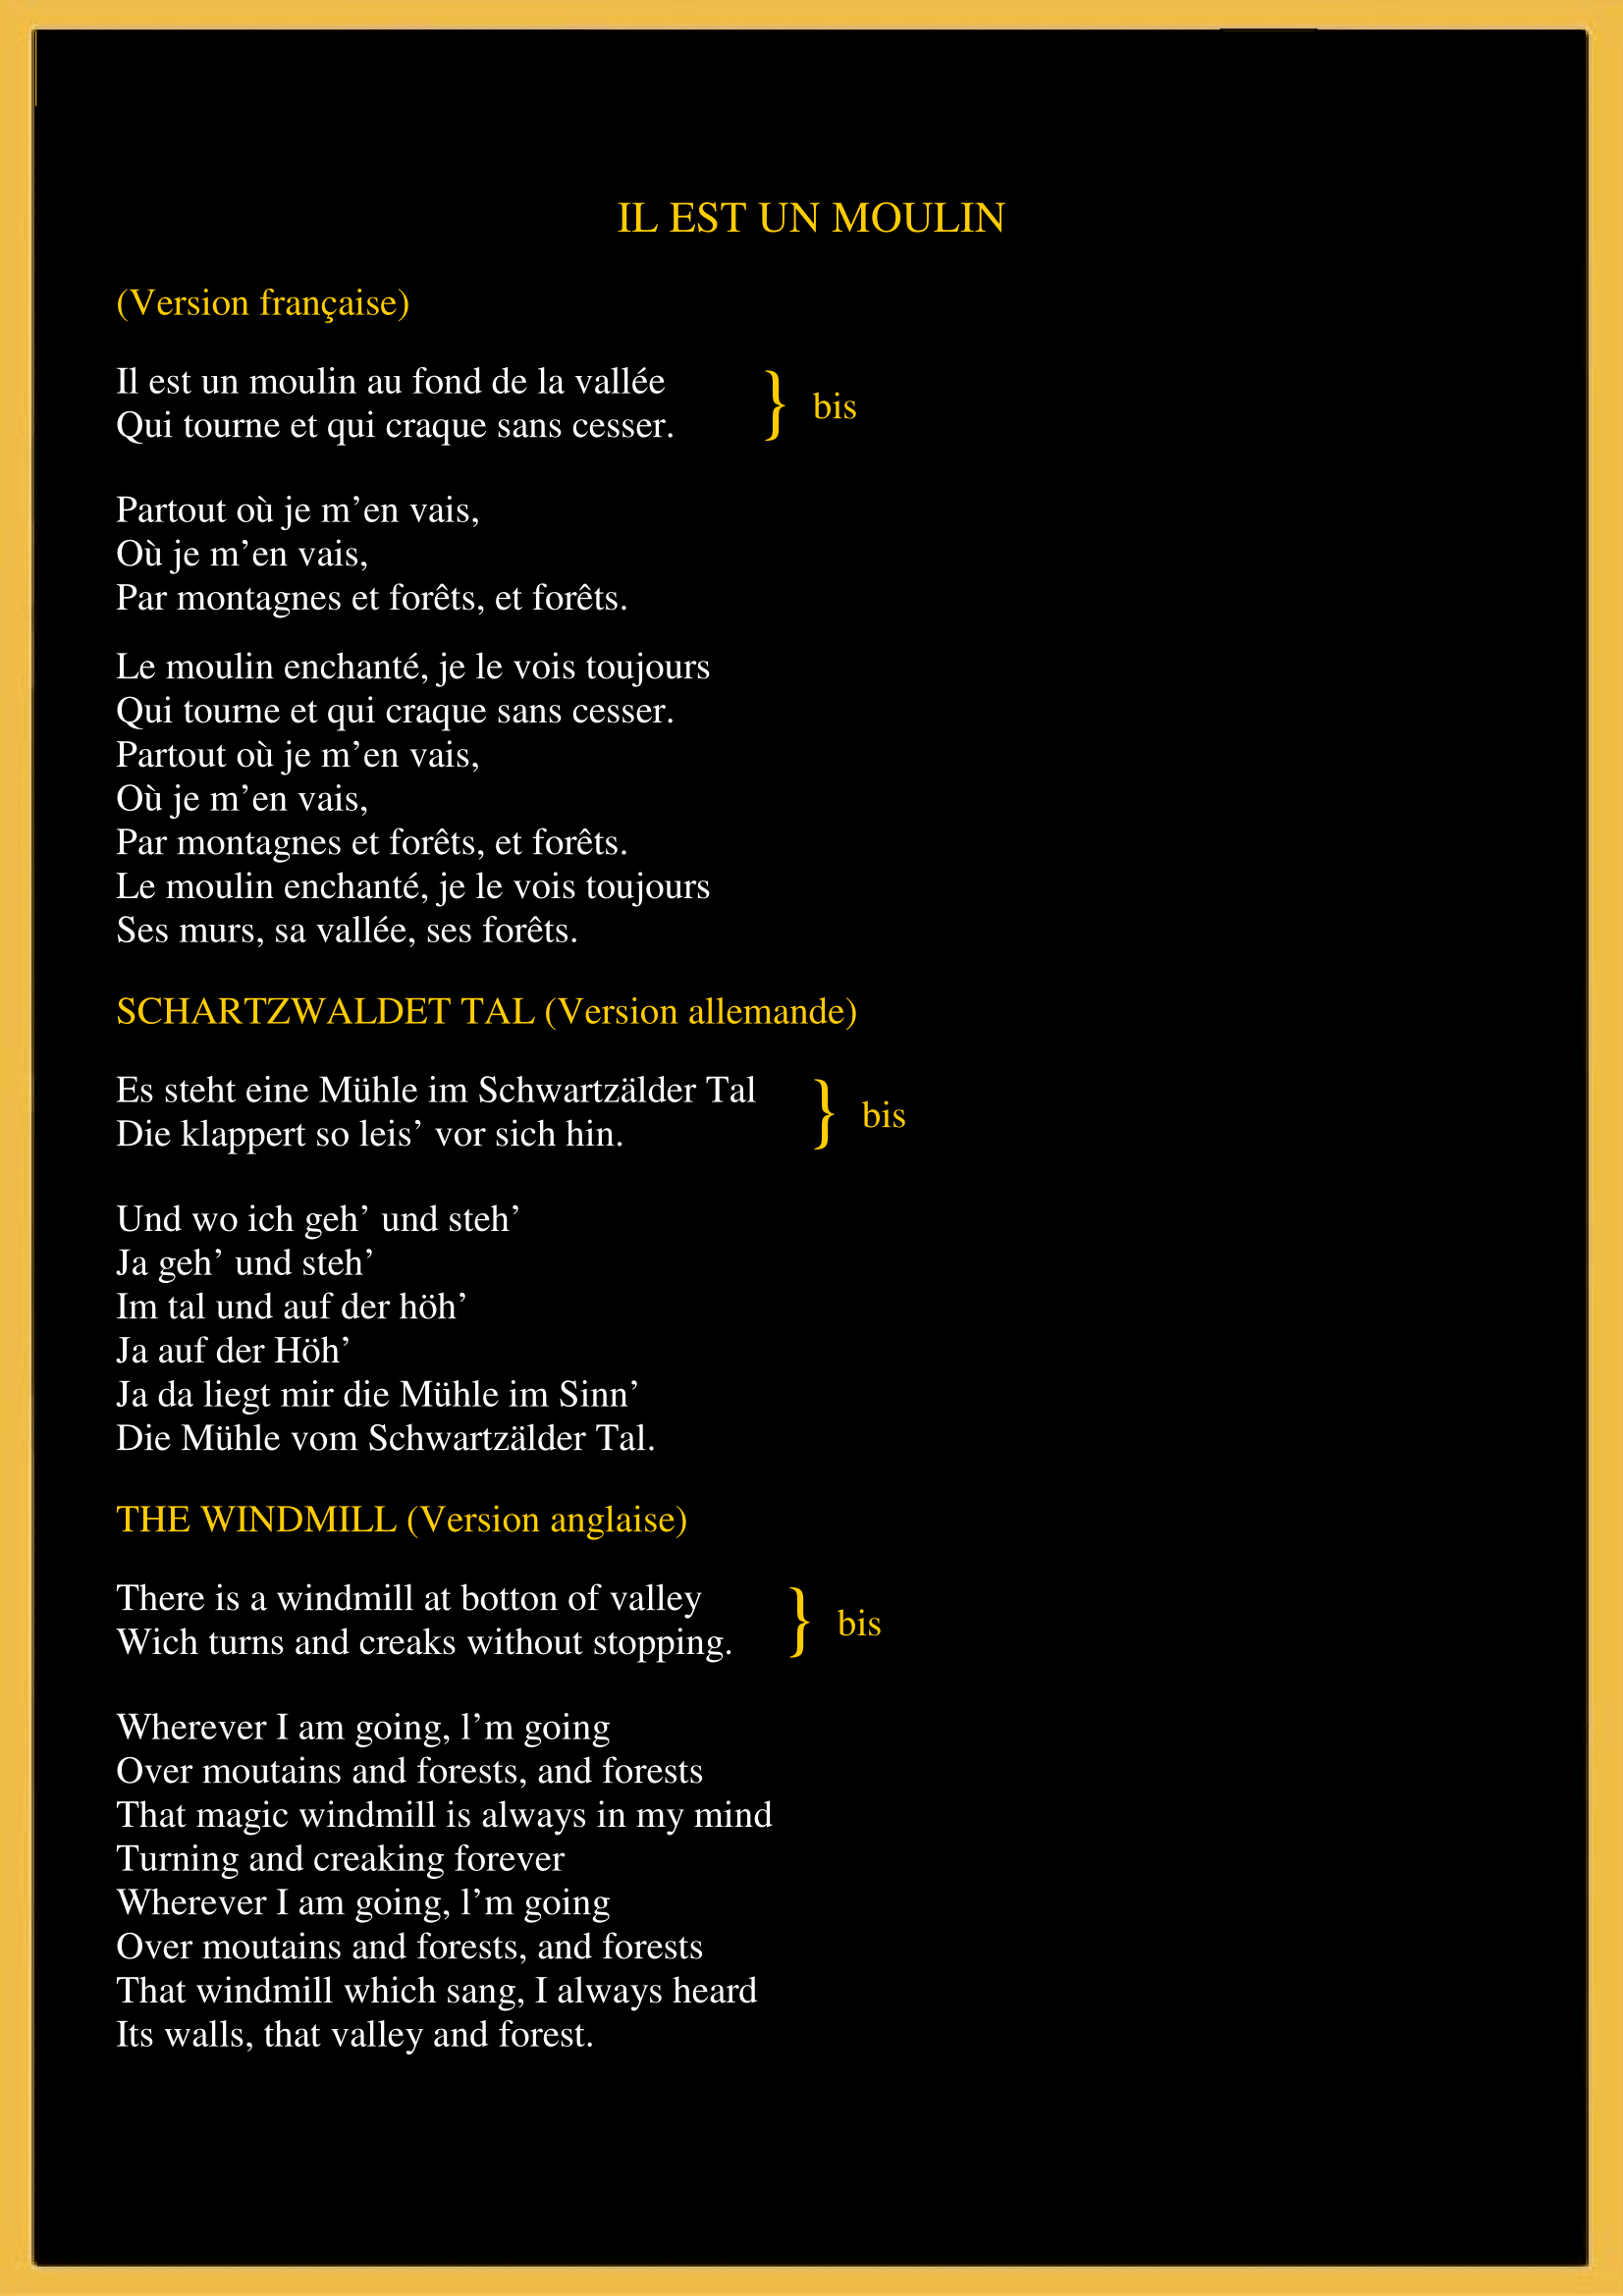 IL EST UN MOULIN
(Version française)
Il est un moulin au fond de la vallée
Qui tourne et qui craque sans cesser.
} bis
Partout où je m’en vais,
Où je m’en vais,
Par montagnes et forêts, et forêts.
Le moulin enchanté, je le vois toujours
Qui tourne et qui craque sans cesser.
Partout où je m’en vais,
Où je m’en vais,
Par montagnes et forêts, et forêts.
Le moulin enchanté, je le vois toujours
Ses murs, sa vallée, ses forêts.
SCHARTZWALDET TAL (Version allemande)
Es steht eine Mühle im Schwartzälder Tal
Die klappert so leis’ vor sich hin.
} bis
Und wo ich geh’ und steh’
Ja geh’ und steh’
Im tal und auf der höh’
Ja auf der Höh’
Ja da liegt mir die Mühle im Sinn’
Die Mühle vom Schwartzälder Tal.
THE WINDMILL (Version anglaise)
There is a windmill at botton of valley
Wich turns and creaks without stopping.
} bis
Wherever I am going, l’m going
Over moutains and forests, and forests
That magic windmill is always in my mind
Turning and creaking forever
Wherever I am going, l’m going
Over moutains and forests, and forests
That windmill which sang, I always heard
Its walls, that valley and forest.